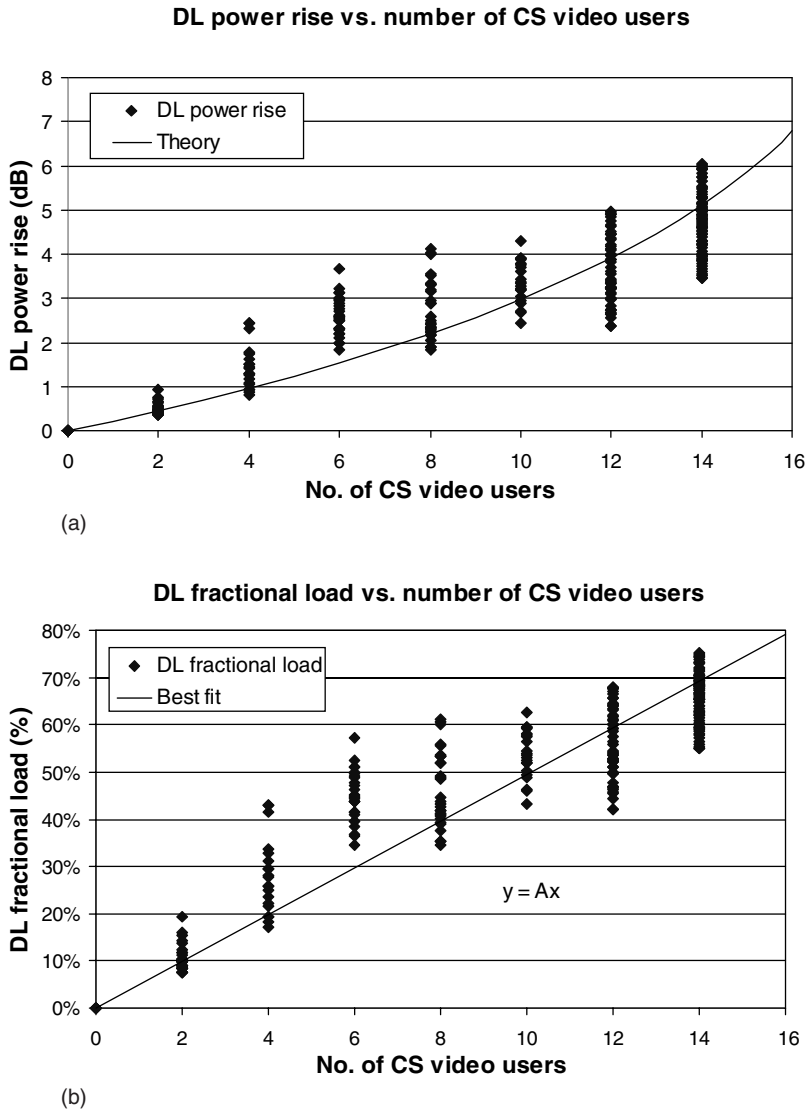 DL power rise vs. number of CS video users
8
7
6
5
4
3
2
1
0
DL power rise (dB)
DL power rise
Theory
0 2 4 6 8 10 12 14 16
No. of CS video users
(a)
DL fractional load vs. number of CS video users
80%
70%
60%
50%
40%
30%
20%
10%
0%
DL fractional load (%)
DL fractional load
Best fit
y = Ax
0 2 4 6 8 10 12 14 16
No. of CS video users
(b)